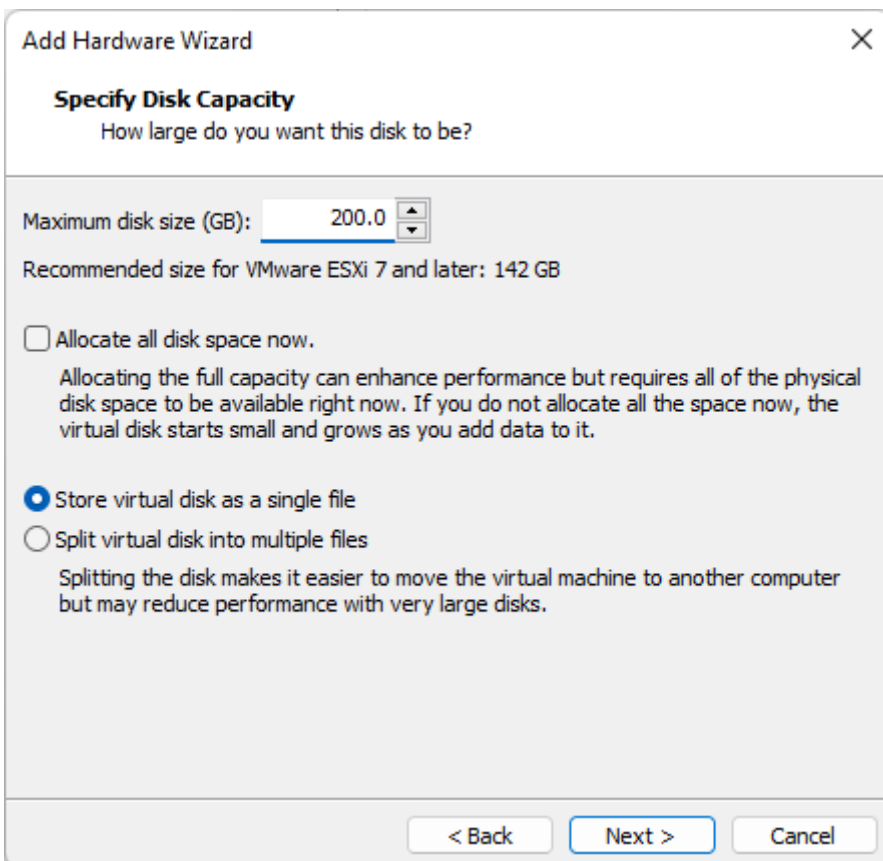 Add Hardware Wizard
Specify Disk Capacity
How large do you want this disk to be?
Maximum disk size (GB): 200.0
Recommended size for VMware ESXi 7 and later: 142 GB
Allocate all disk space now.
Allocating the full capacity can enhance performance but requires all of the physical
disk space to be available right now. If you do not allocate all the space now, the
virtual disk starts small and grows as you add data to it.
Store virtual disk as a single file
Split virtual disk into multiple files
Splitting the disk makes it easier to move the virtual machine to another computer
but may reduce performance with very large disks.
< Back Next > Cancel